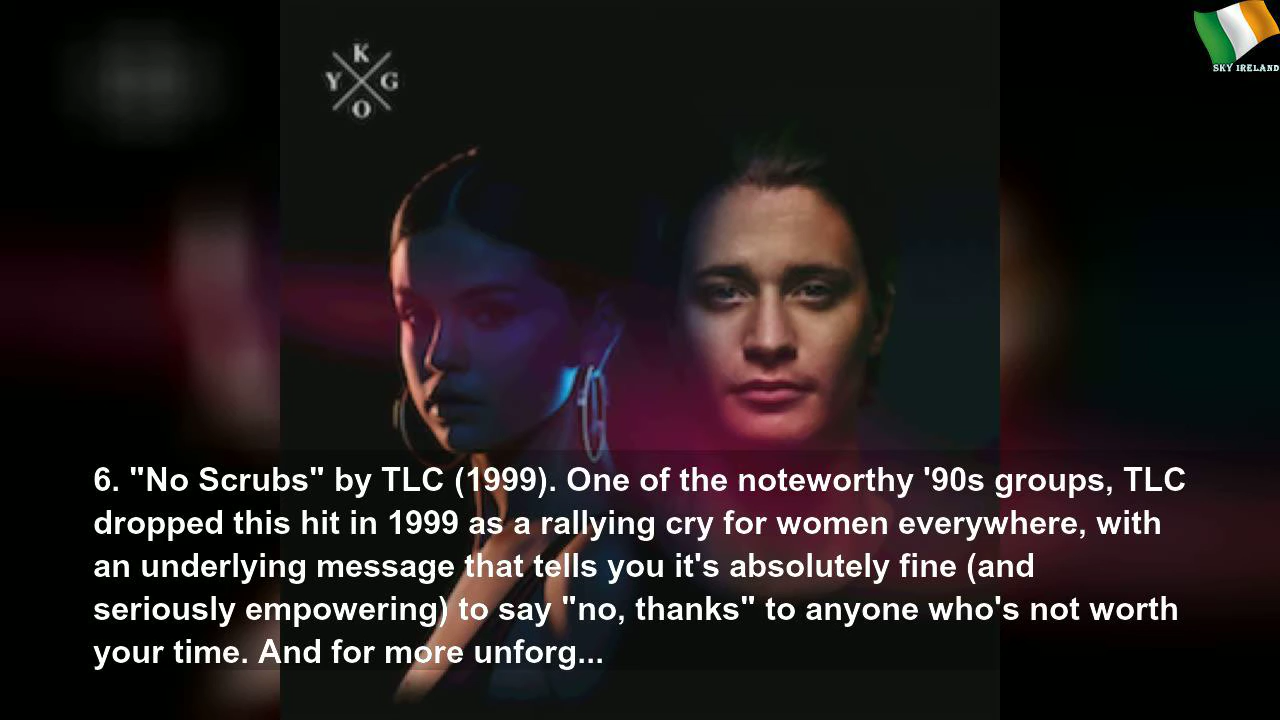 K
Y G
O
SKY IRELAND
6. "No Scrubs" by TLC (1999). One of the noteworthy '90s groups, TLC
dropped this hit in 1999 as a rallying cry for women everywhere, with
an underlying message that tells you it's absolutely fine (and
seriously empowering) to say "no, thanks" to anyone who's not worth
your time. And for more unforg...